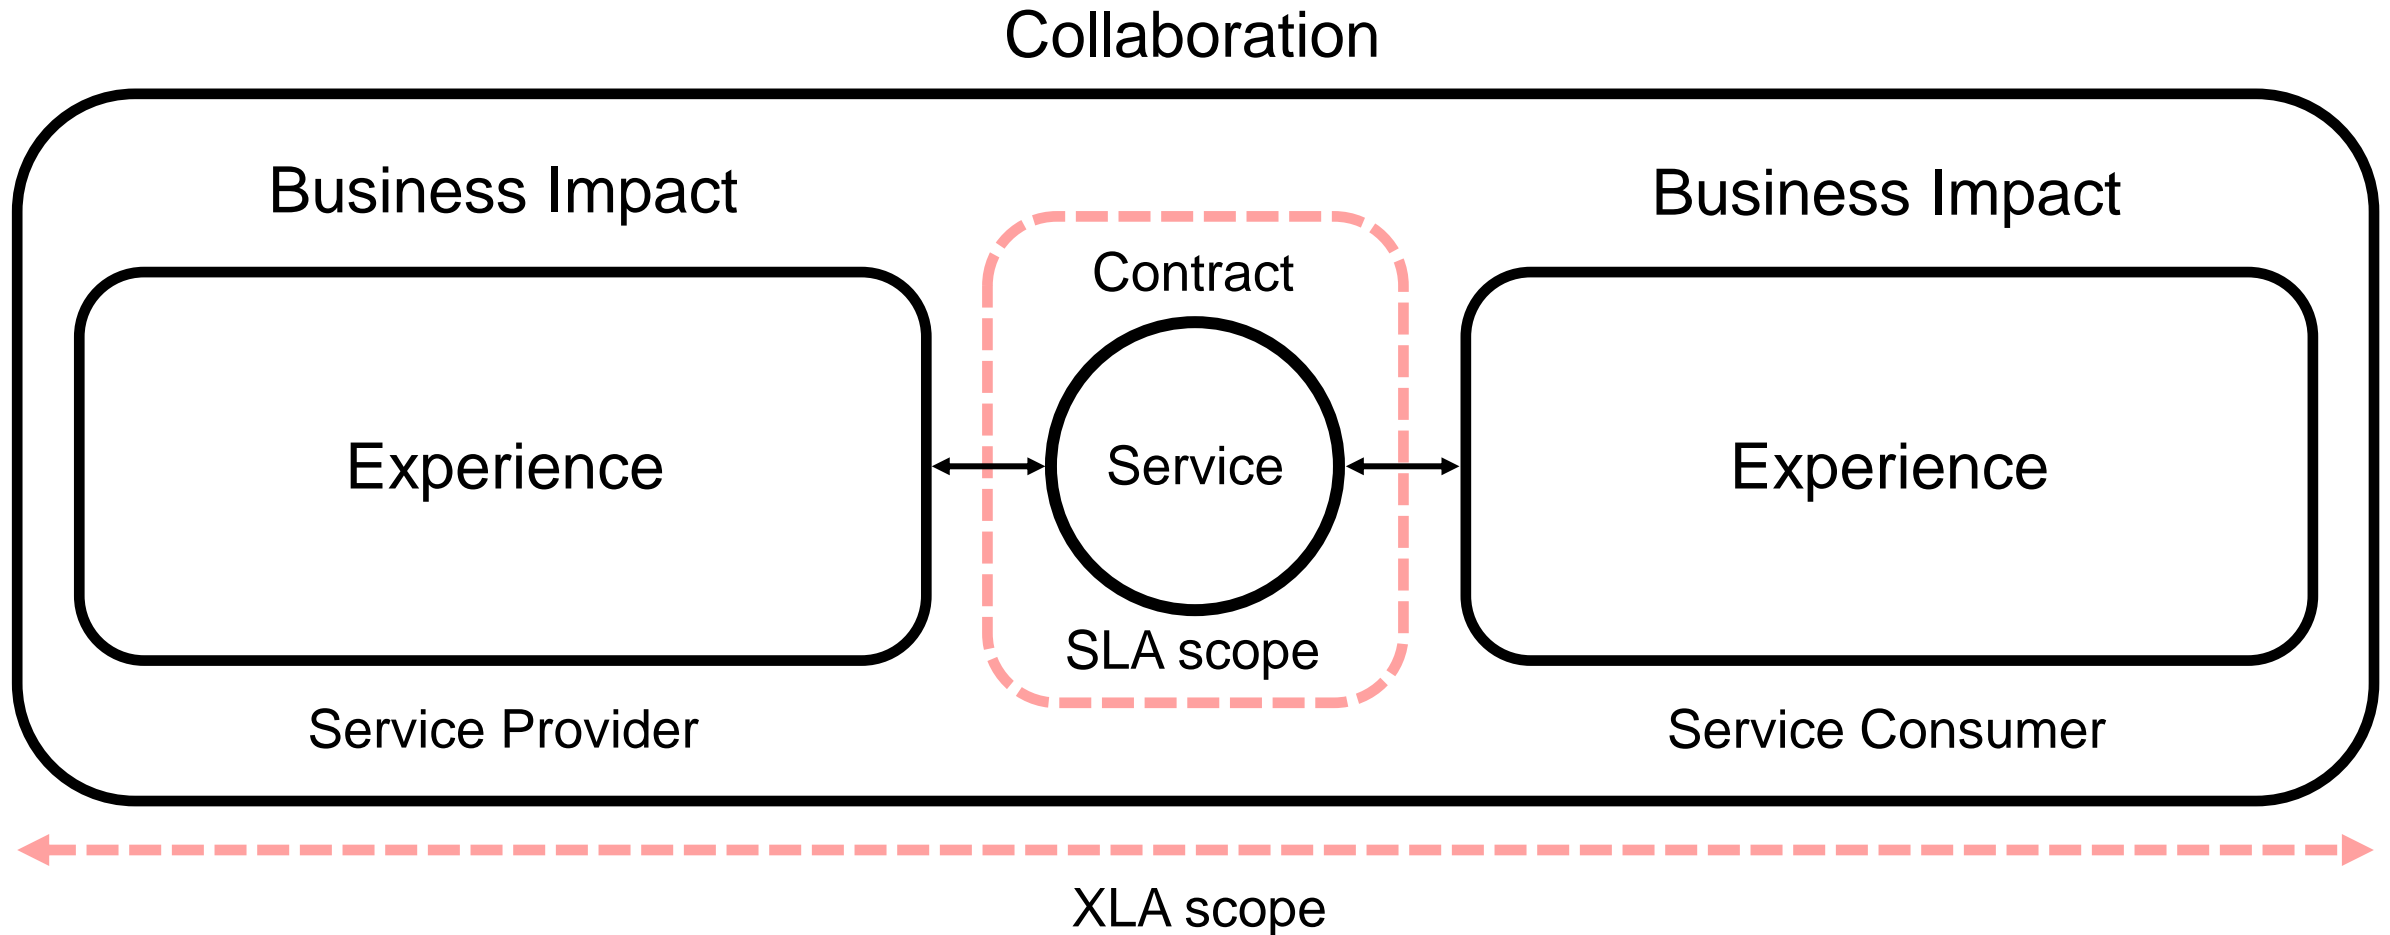 Collaboration
Business Impact
Business Impact
Contract
Experience
Service
Experience
SLA scope
Service Provider
Service Consumer
XLA scope